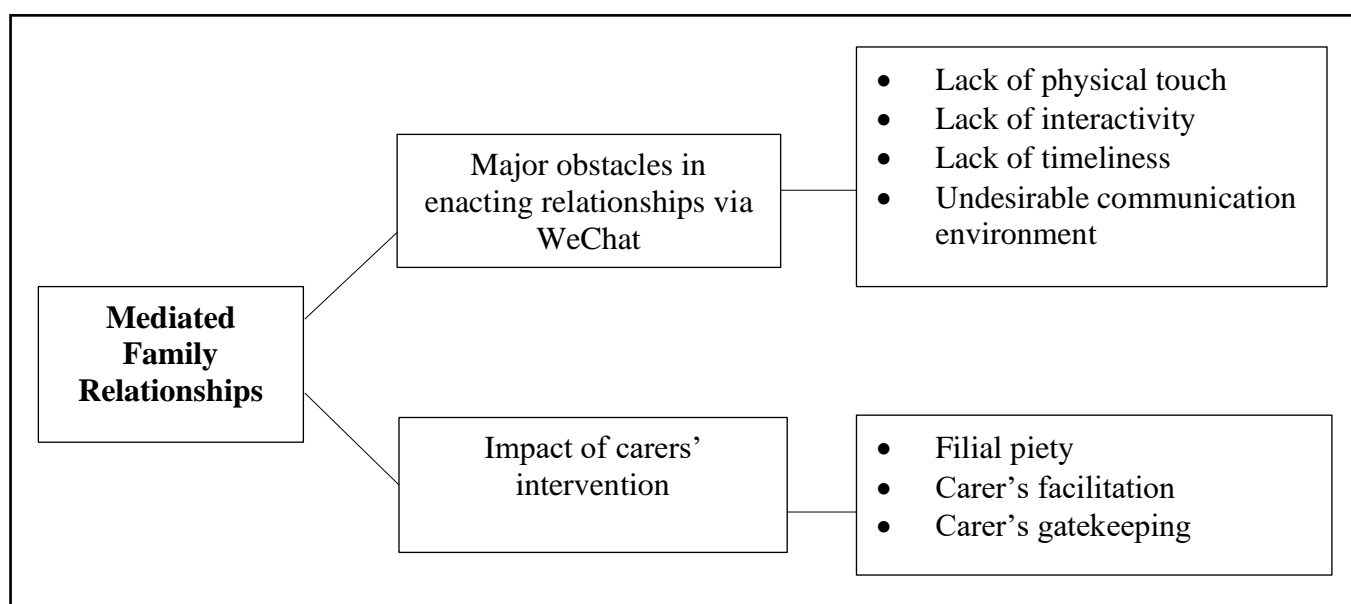 Mediated
Family
Relationships
Major obstacles in
enacting relationships via
WeChat
• Lack of physical touch
• Lack of interactivity
• Lack of timeliness
• Undesirable communication
environment
Impact of carers’
intervention
• Filial piety
• Carer’s facilitation
• Carer’s gatekeeping